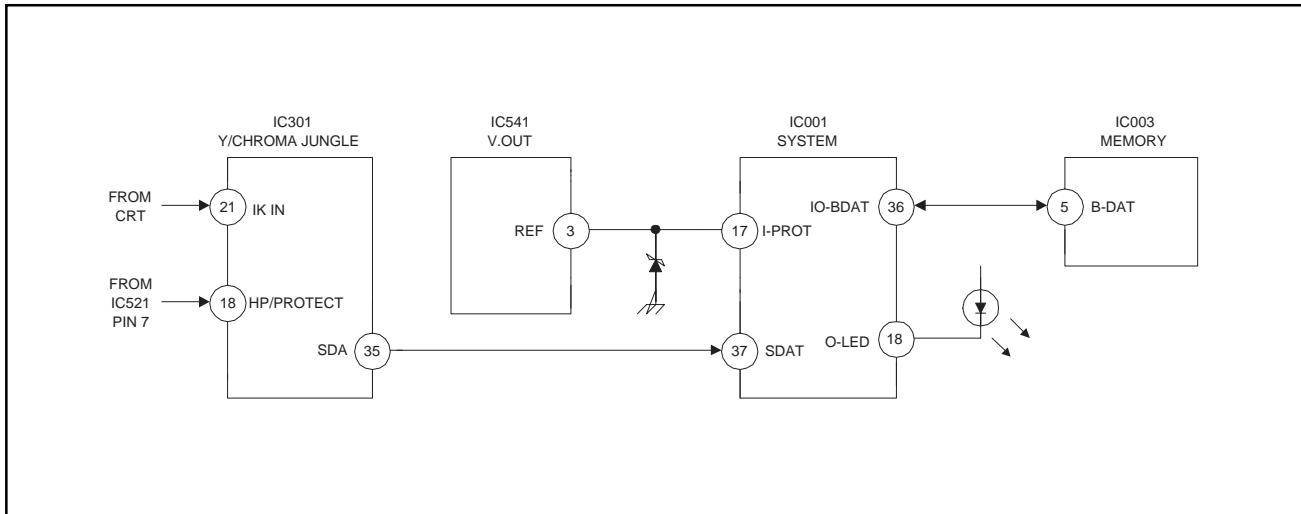 IC301
Y/CHROMA JUNGLE
IC541
V.OUT
IC001
SYSTEM
IC003
MEMORY
FROM
CRT
21
IK IN
FROM
IC521
PIN 7
18
HP/PROTECT
SDA
35
REF
3
17
I-PROT
IO-BDAT
36
5
B-DAT
37
SDAT
O-LED
18